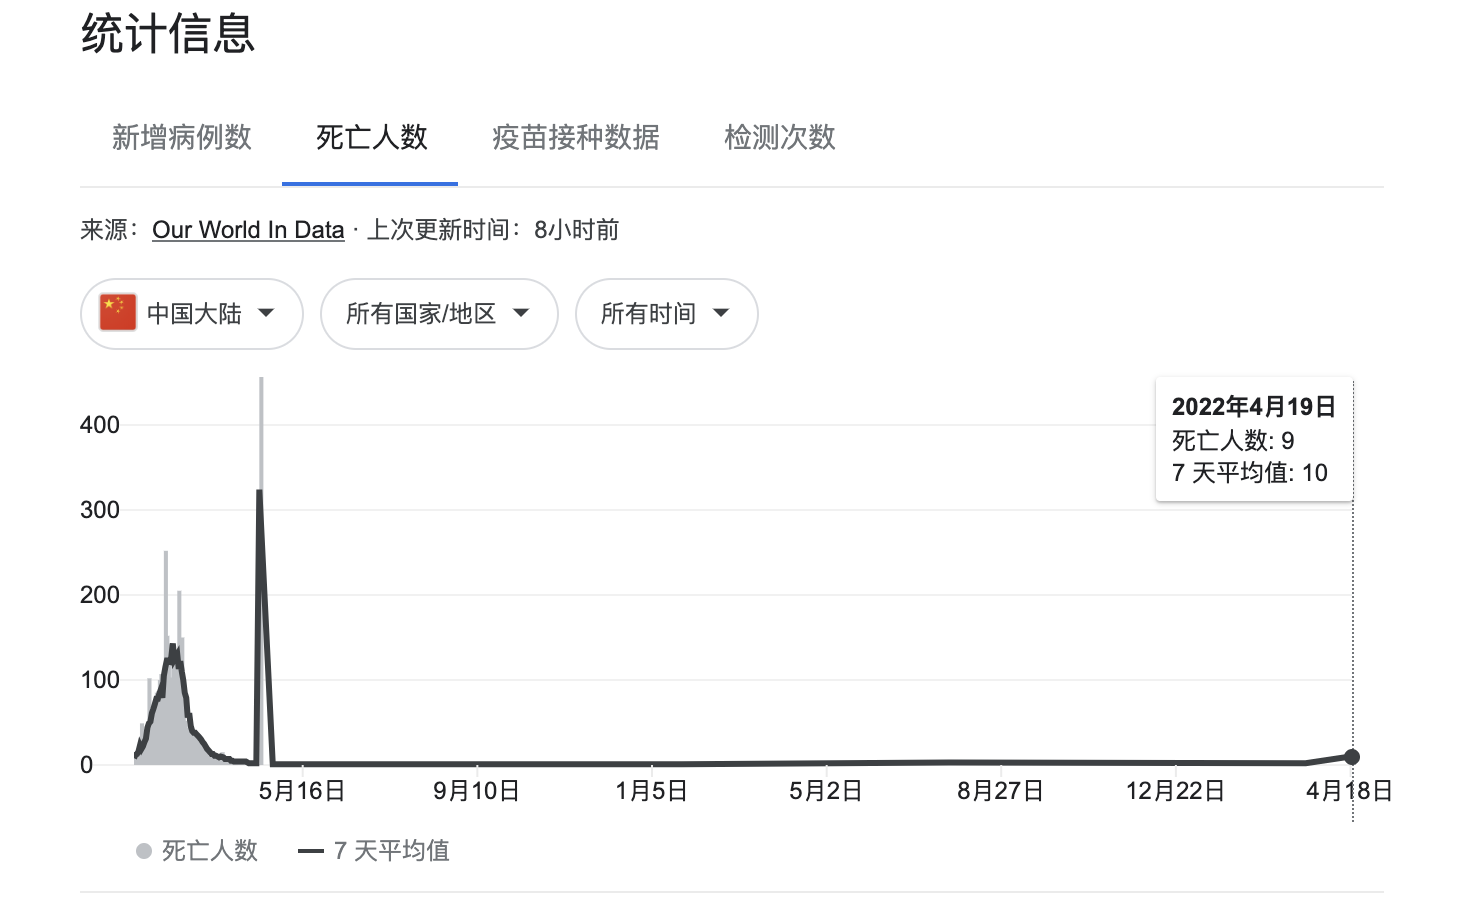 统计信息
新增病例数 死亡人数 疫苗接种数据 检测次数
来源： Our World In Data · 上次更新时间：8小时前
中国大陆 所有国家/地区 所有时间
400
300
200
100
0
2022年4月19日
死亡人数: 9
7 天平均值: 10
5月16日 9月10日 1月5日 5月2日 8月27日 12月22日 4月18日
死亡人数 7 天平均值